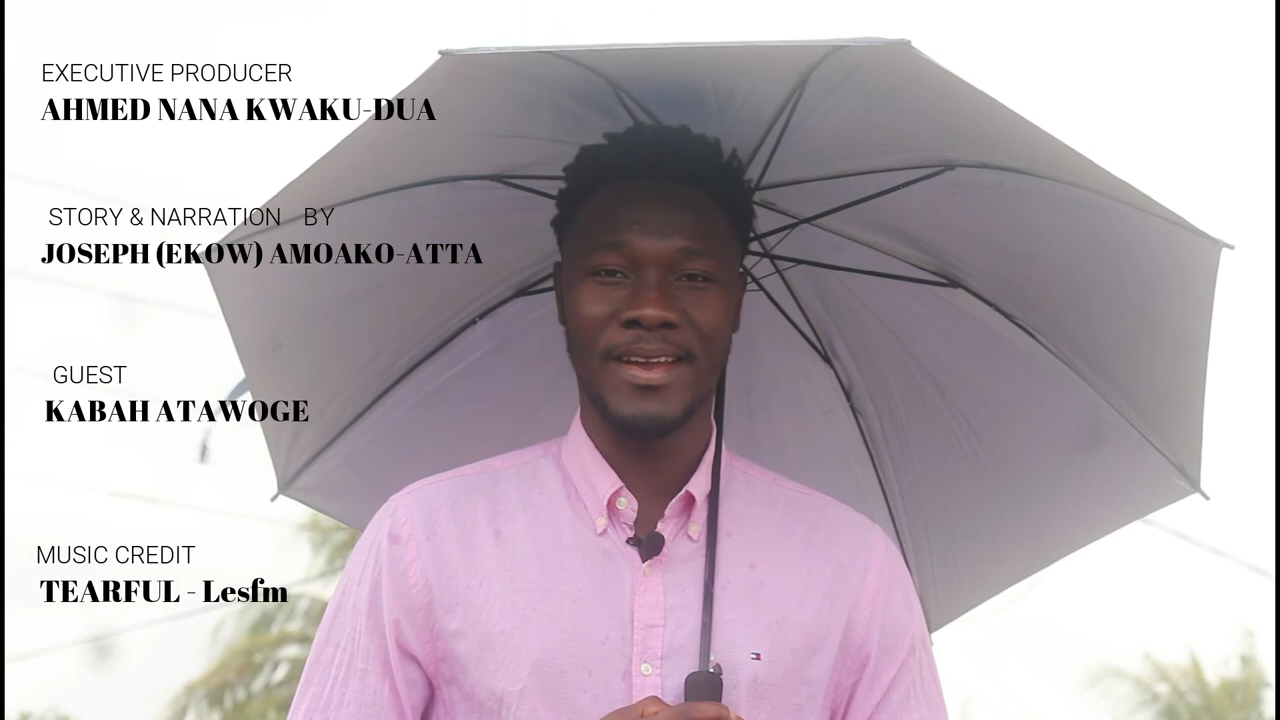 EXECUTIVE PRODUCER
AHMED NANA KWAKU-DUA
STORY & NARRATION BY
JOSEPH (EKOW) AMOAKO-ATTA
GUEST
KABAH ATAWOGE
MUSIC CREDIT
TEARFUL - Lesfm